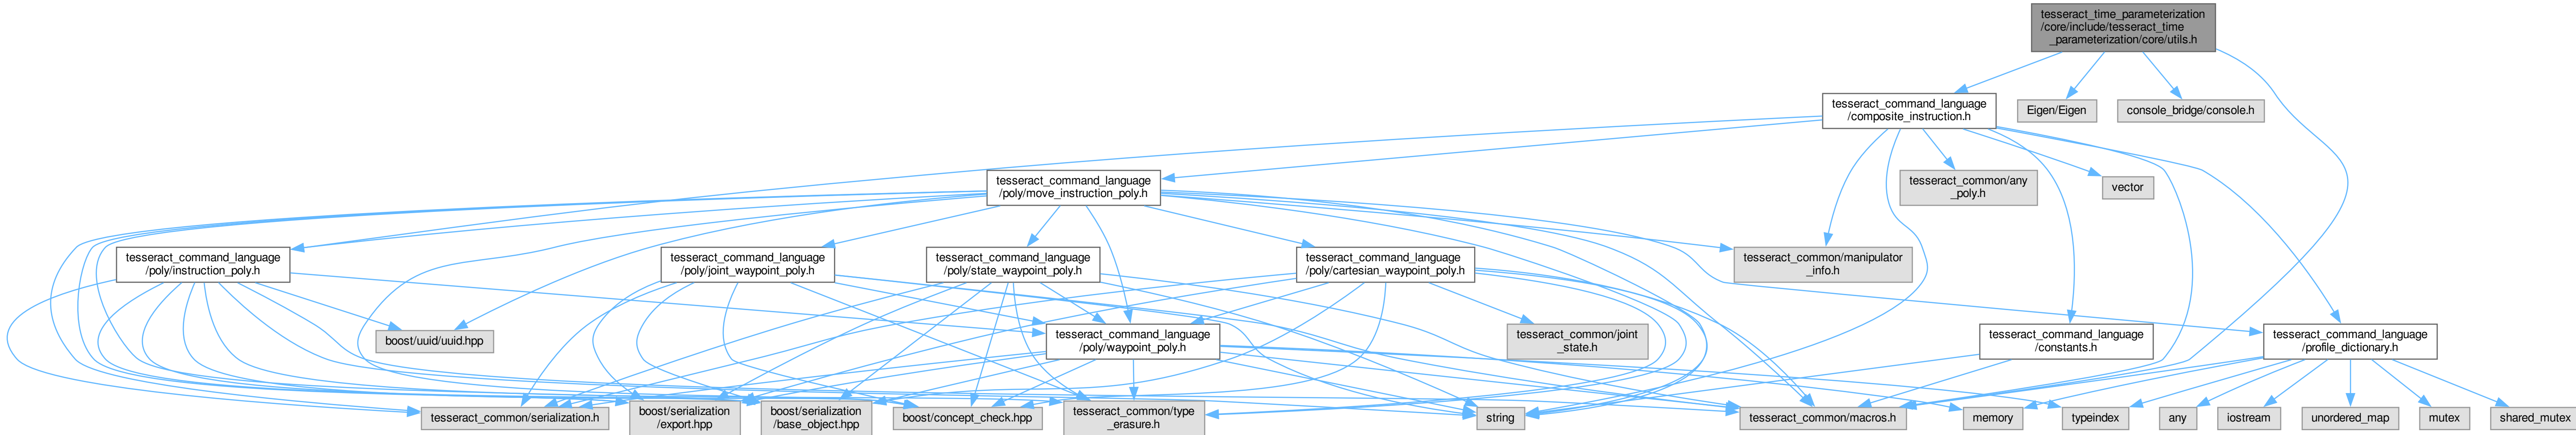 tesseract_time_parameterization
/core/include/tesseract_time
_parameterization/core/utils.h
tesseract_command_language
/composite_instruction.h
Eigen/Eigen
console_bridge/console.h
tesseract_command_language
/poly/move_instruction_poly.h
tesseract_common/any
_poly.h
vector
tesseract_command_language
/poly/instruction_poly.h
tesseract_command_language
/poly/joint_waypoint_poly.h
tesseract_command_language
/poly/state_waypoint_poly.h
tesseract_command_language
/poly/cartesian_waypoint_poly.h
tesseract_common/manipulator
_info.h
boost/uuid/uuid.hpp
tesseract_command_language
/poly/waypoint_poly.h
tesseract_common/joint
_state.h
tesseract_command_language
/constants.h
tesseract_command_language
/profile_dictionary.h
tesseract_common/serialization.h
boost/serialization
/export.hpp
boost/serialization
/base_object.hpp
boost/concept_check.hpp
tesseract_common/type
_erasure.h
string
tesseract_common/macros.h
memory
typeindex
any
iostream
unordered_map
mutex
shared_mutex